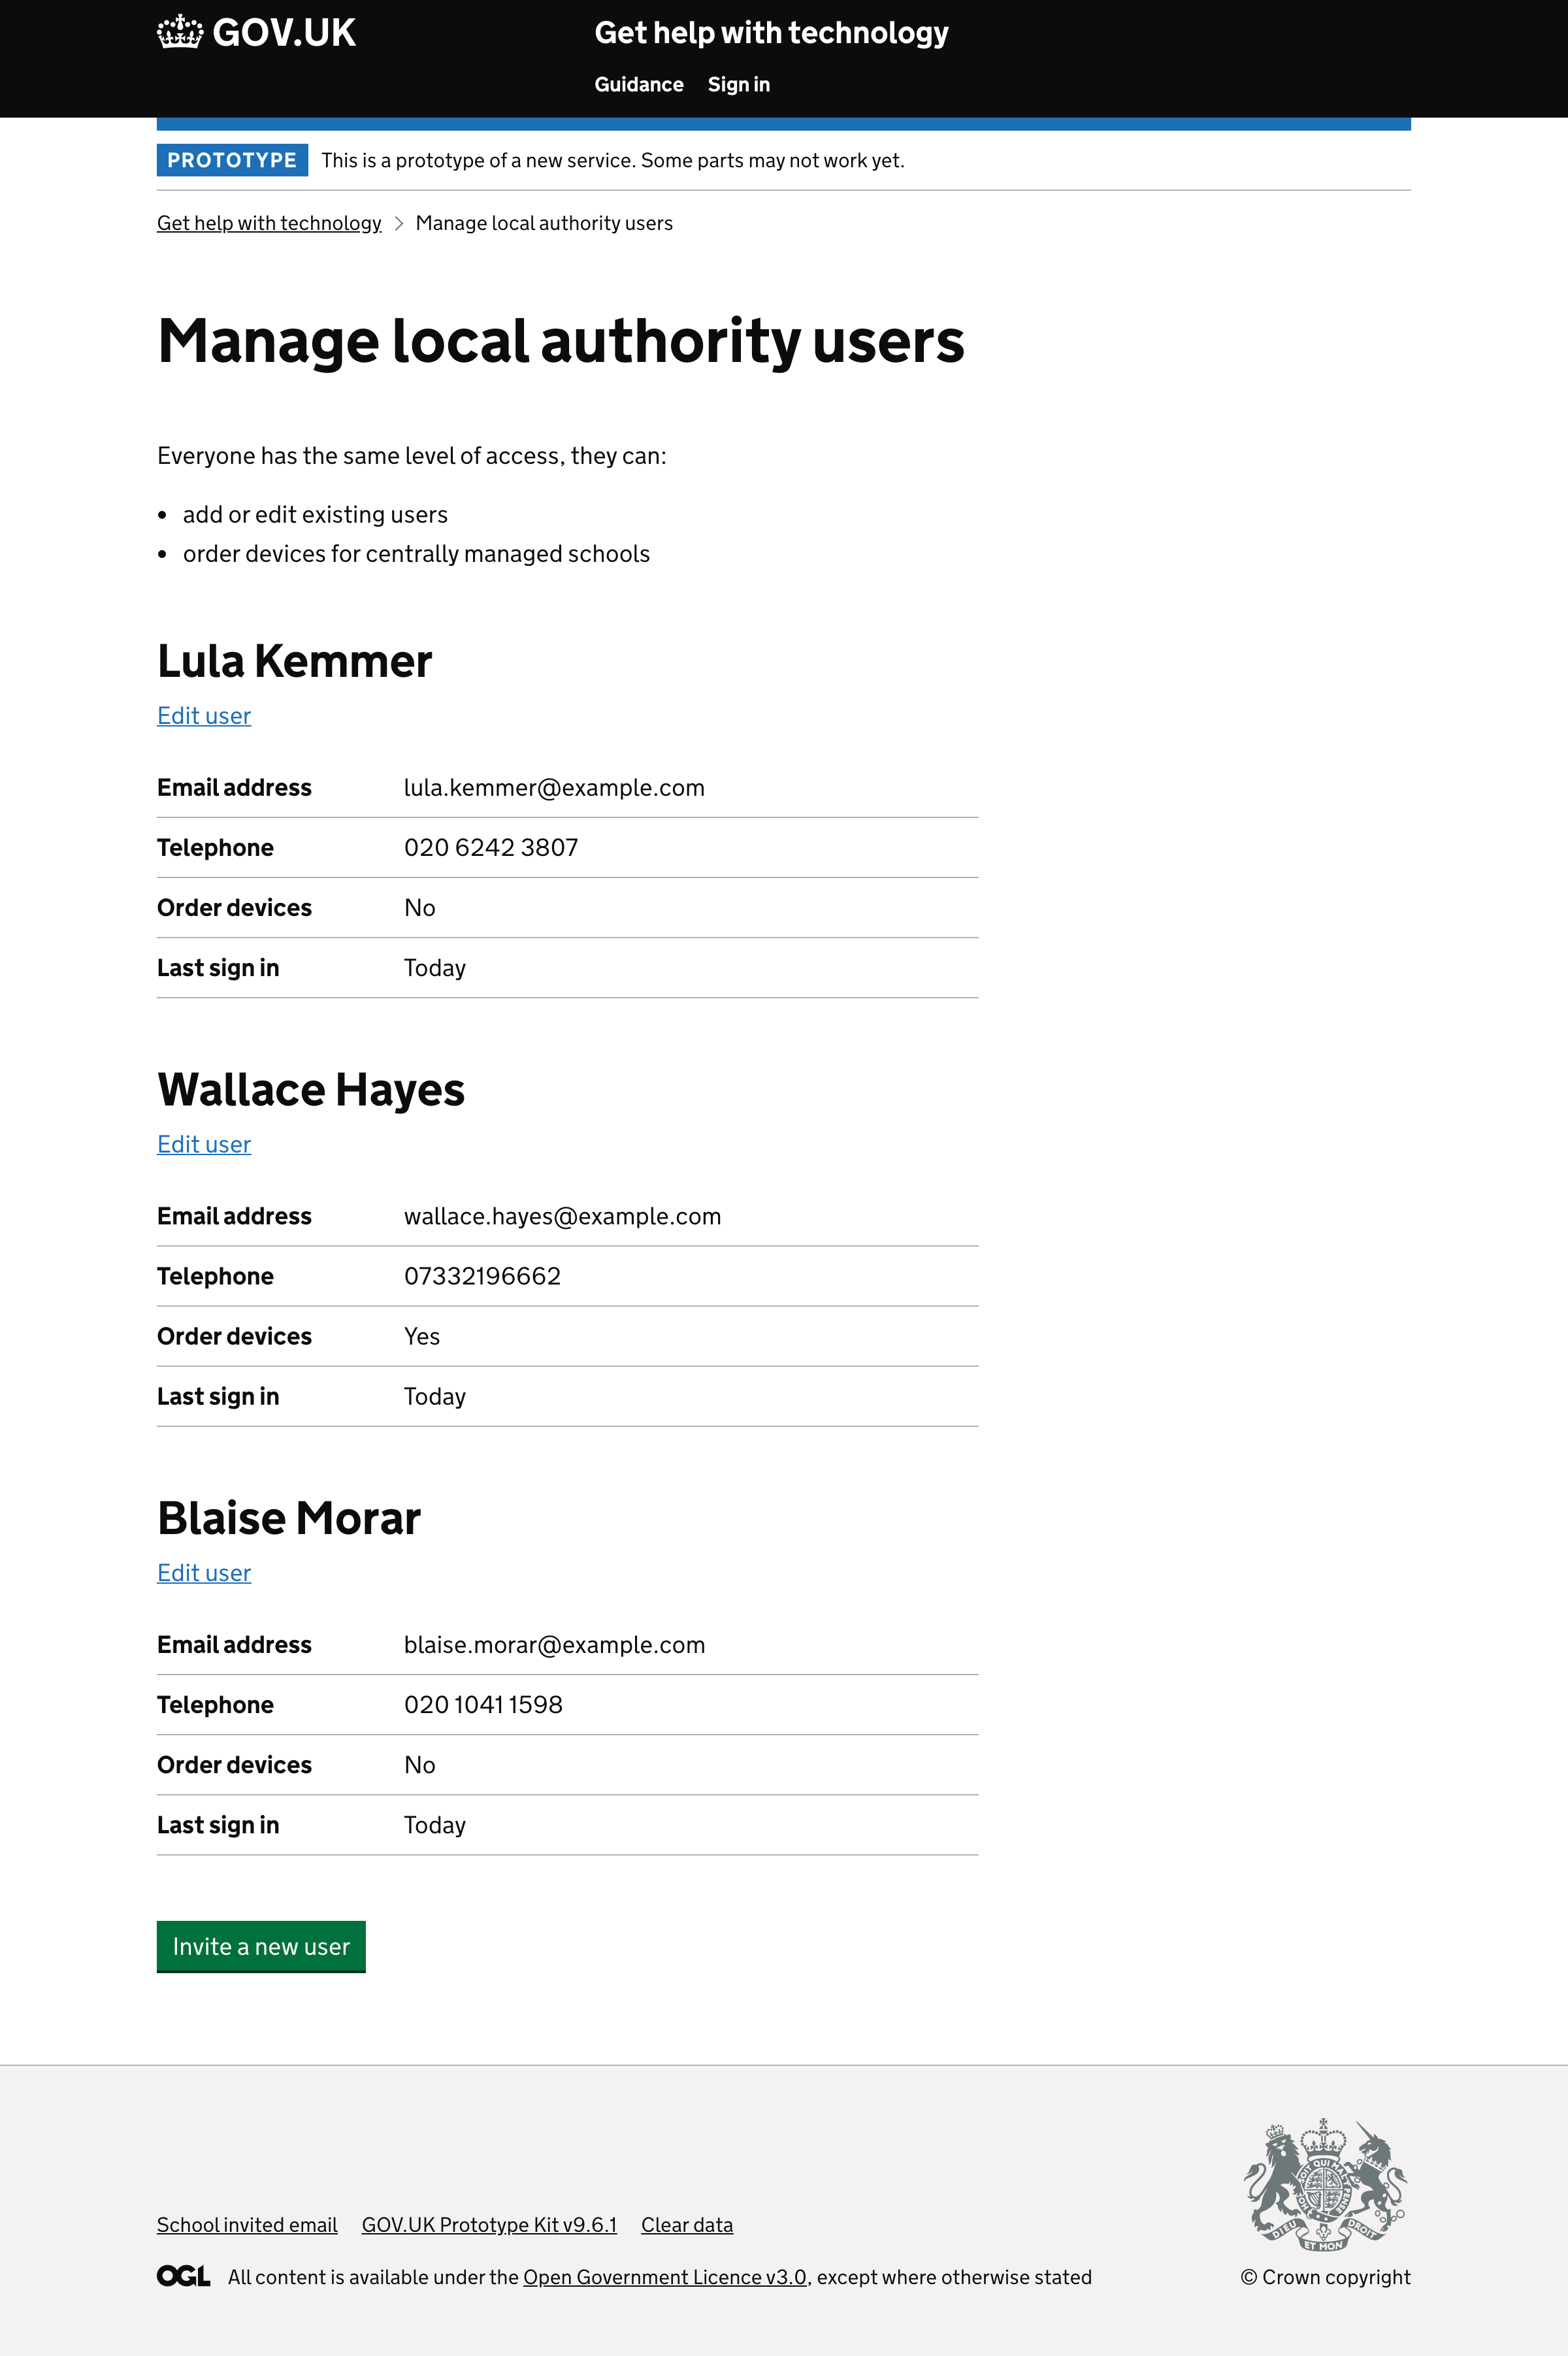 GOV.UK
Get help with technology
Guidance Sign in
PROTOTYPE This is a prototype of a new service. Some parts may not work yet.
Get help with technology Manage local authority users
Manage local authority users
Everyone has the same level of access, they can:
• add or edit existing users
• order devices for centrally managed schools
Lula Kemmer
Edit user
Email address lula.kemmer@example.com
Telephone 020 6242 3807
Order devices No
Last sign in Today
Wallace Hayes
Edit user
Email address wallace.hayes@example.com
Telephone 07332196662
Order devices Yes
Last sign in Today
Blaise Morar
Edit user
Email address blaise.morar@example.com
Telephone 020 1041 1598
Order devices No
Last sign in Today
Invite a new user
DIEU ET MON DROIT
School invited email GOV.UK Prototype Kit v9.6.1 Clear data
OGL All content is available under the Open Government Licence v3.0, except where otherwise stated
© Crown copyright